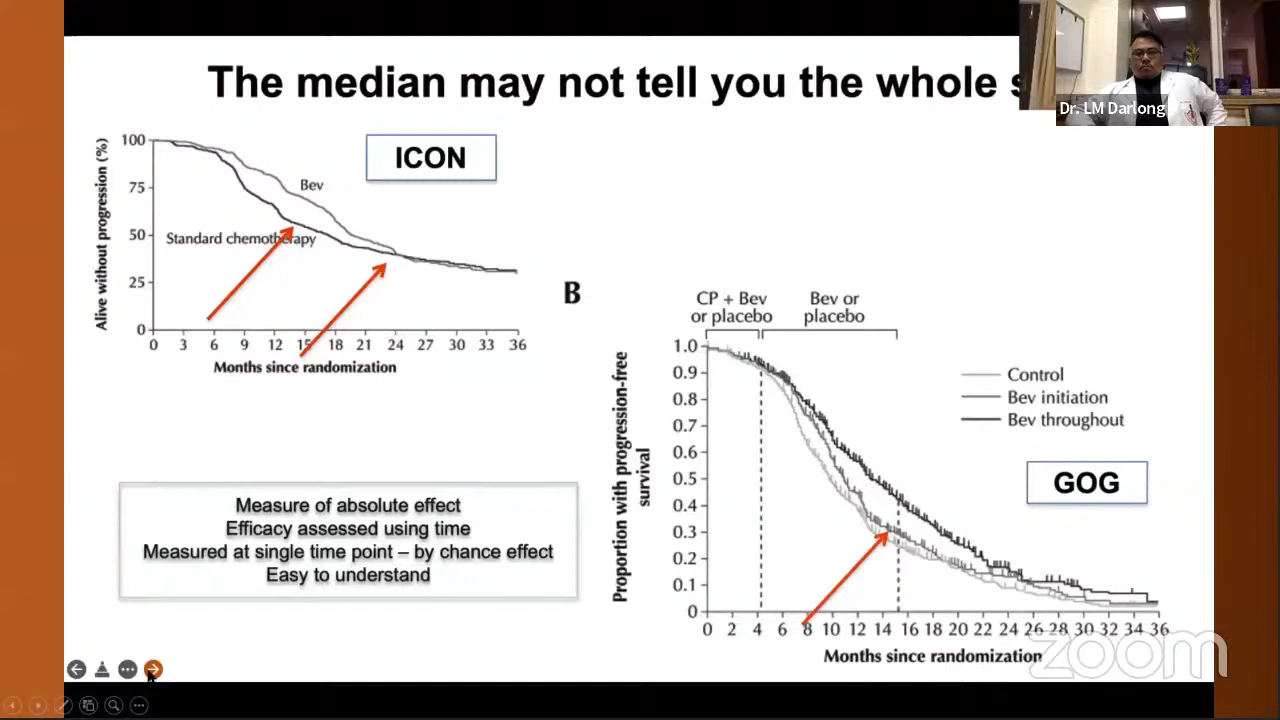 The median may not tell you the whole s
Dr. LM Darlong
ICON
Alive without progression (%)
100
75
50
25
0
Bev
Standard chemotherapy
0 3 6 9 12 15 18 21 24 27 30 33 36
Months since randomization
B
CP + Bev
or placebo
Bev or
placebo
Proportion with progression-free
survival
1.0
0.9
0.8
0.7
0.6
0.5
0.4
0.3
0.2
0.1
0
Control
Bev initiation
Bev throughout
GOG
0 2 4 6 8 10 12 14 16 18 20 22 24 26 28 30 32 34 36
Months since randomization
Measure of absolute effect
Efficacy assessed using time
Measured at single time point – by chance effect
Easy to understand
zoom